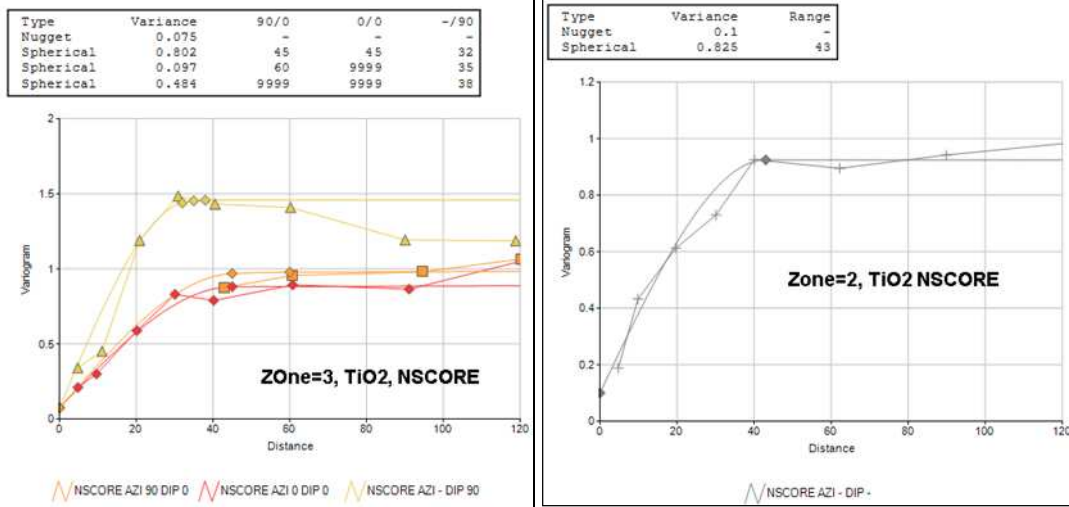 Type Variance 90/0 0/0 -/90
Nugget 0.075 - - -
Spherical 0.802 45 45 32
Spherical 0.097 60 9999 35
Spherical 0.484 9999 9999 38
2
1.5
1
0.5
0
Variogram
0 20 40 60 80 100 120
Distance
ZOne=3, TiO2, NSCORE
NSCORE AZI 90 DIP 0 NSCORE AZI 0 DIP 0 NSCORE AZI - DIP 90
Type Variance Range
Nugget 0.1 -
Spherical 0.825 43
1.2
1
0.8
0.6
0.4
0.2
0
Variogram
0 20 40 60 80 100 120
Distance
Zone=2, TiO2 NSCORE
NSCORE AZI - DIP -